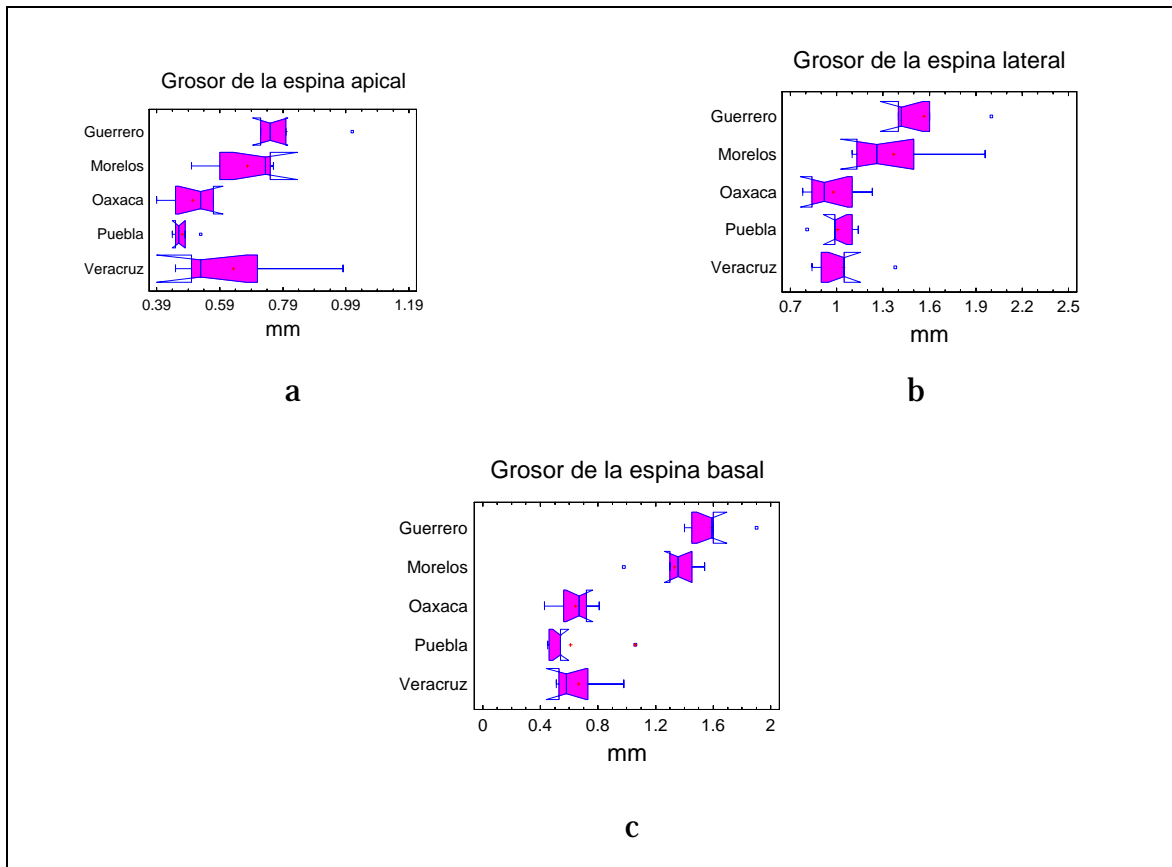 Grosor de la espina apical
Guerrero
Morelos
Oaxaca
Puebla
Veracruz
0.39 0.59 0.79 0.99 1.19
mm
a
Grosor de la espina lateral
Guerrero
Morelos
Oaxaca
Puebla
Veracruz
0.7 1 1.3 1.6 1.9 2.2 2.5
mm
b
Grosor de la espina basal
Guerrero
Morelos
Oaxaca
Puebla
Veracruz
0 0.4 0.8 1.2 1.6 2
mm
c